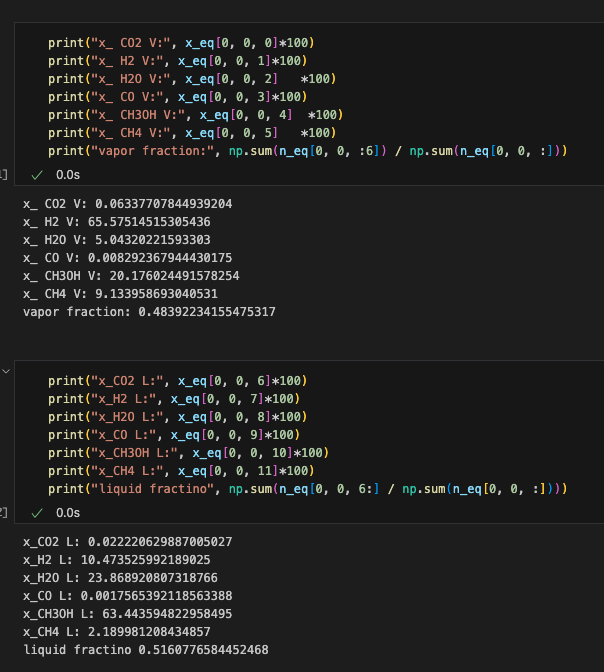 print("x_ CO2 V:", x_eq[0, 0, 0]*100)
print("x_ H2 V:", x_eq[0, 0, 1]*100)
print("x_ H2O V:", x_eq[0, 0, 2]   *100)
print("x_ CO V:", x_eq[0, 0, 3]*100)
print("x_ CH3OH V:", x_eq[0, 0, 4]  *100)
print("x_ CH4 V:", x_eq[0, 0, 5]   *100)
print("vapor fraction:", np.sum(n_eq[0, 0, :6]) / np.sum(n_eq[0, 0, :]))
] 0.0s
x_ CO2 V: 0.06337707844939204
x_ H2 V: 65.57514515305436
x_ H2O V: 5.04320221593303
x_ CO V: 0.008292367944430175
x_ CH3OH V: 20.176024491578254
x_ CH4 V: 9.133958693040531
vapor fraction: 0.48392234155475317
print("x_CO2 L:", x_eq[0, 0, 6]*100)
print("x_H2 L:", x_eq[0, 0, 7]*100)
print("x_H2O L:", x_eq[0, 0, 8]*100)
print("x_CO L:", x_eq[0, 0, 9]*100)
print("x_CH3OH L:", x_eq[0, 0, 10]*100)
print("x_CH4 L:", x_eq[0, 0, 11]*100)
print("liquid fractino", np.sum(n_eq[0, 0, 6:] / np.sum(n_eq[0, 0, :])))
] 0.0s
x_CO2 L: 0.022220629887005027
x_H2 L: 10.473525992189025
x_H2O L: 23.868920807318766
x_CO L: 0.0017565392118563388
x_CH3OH L: 63.443594822958495
x_CH4 L: 2.189981208434857
liquid fractino 0.5160776584452468